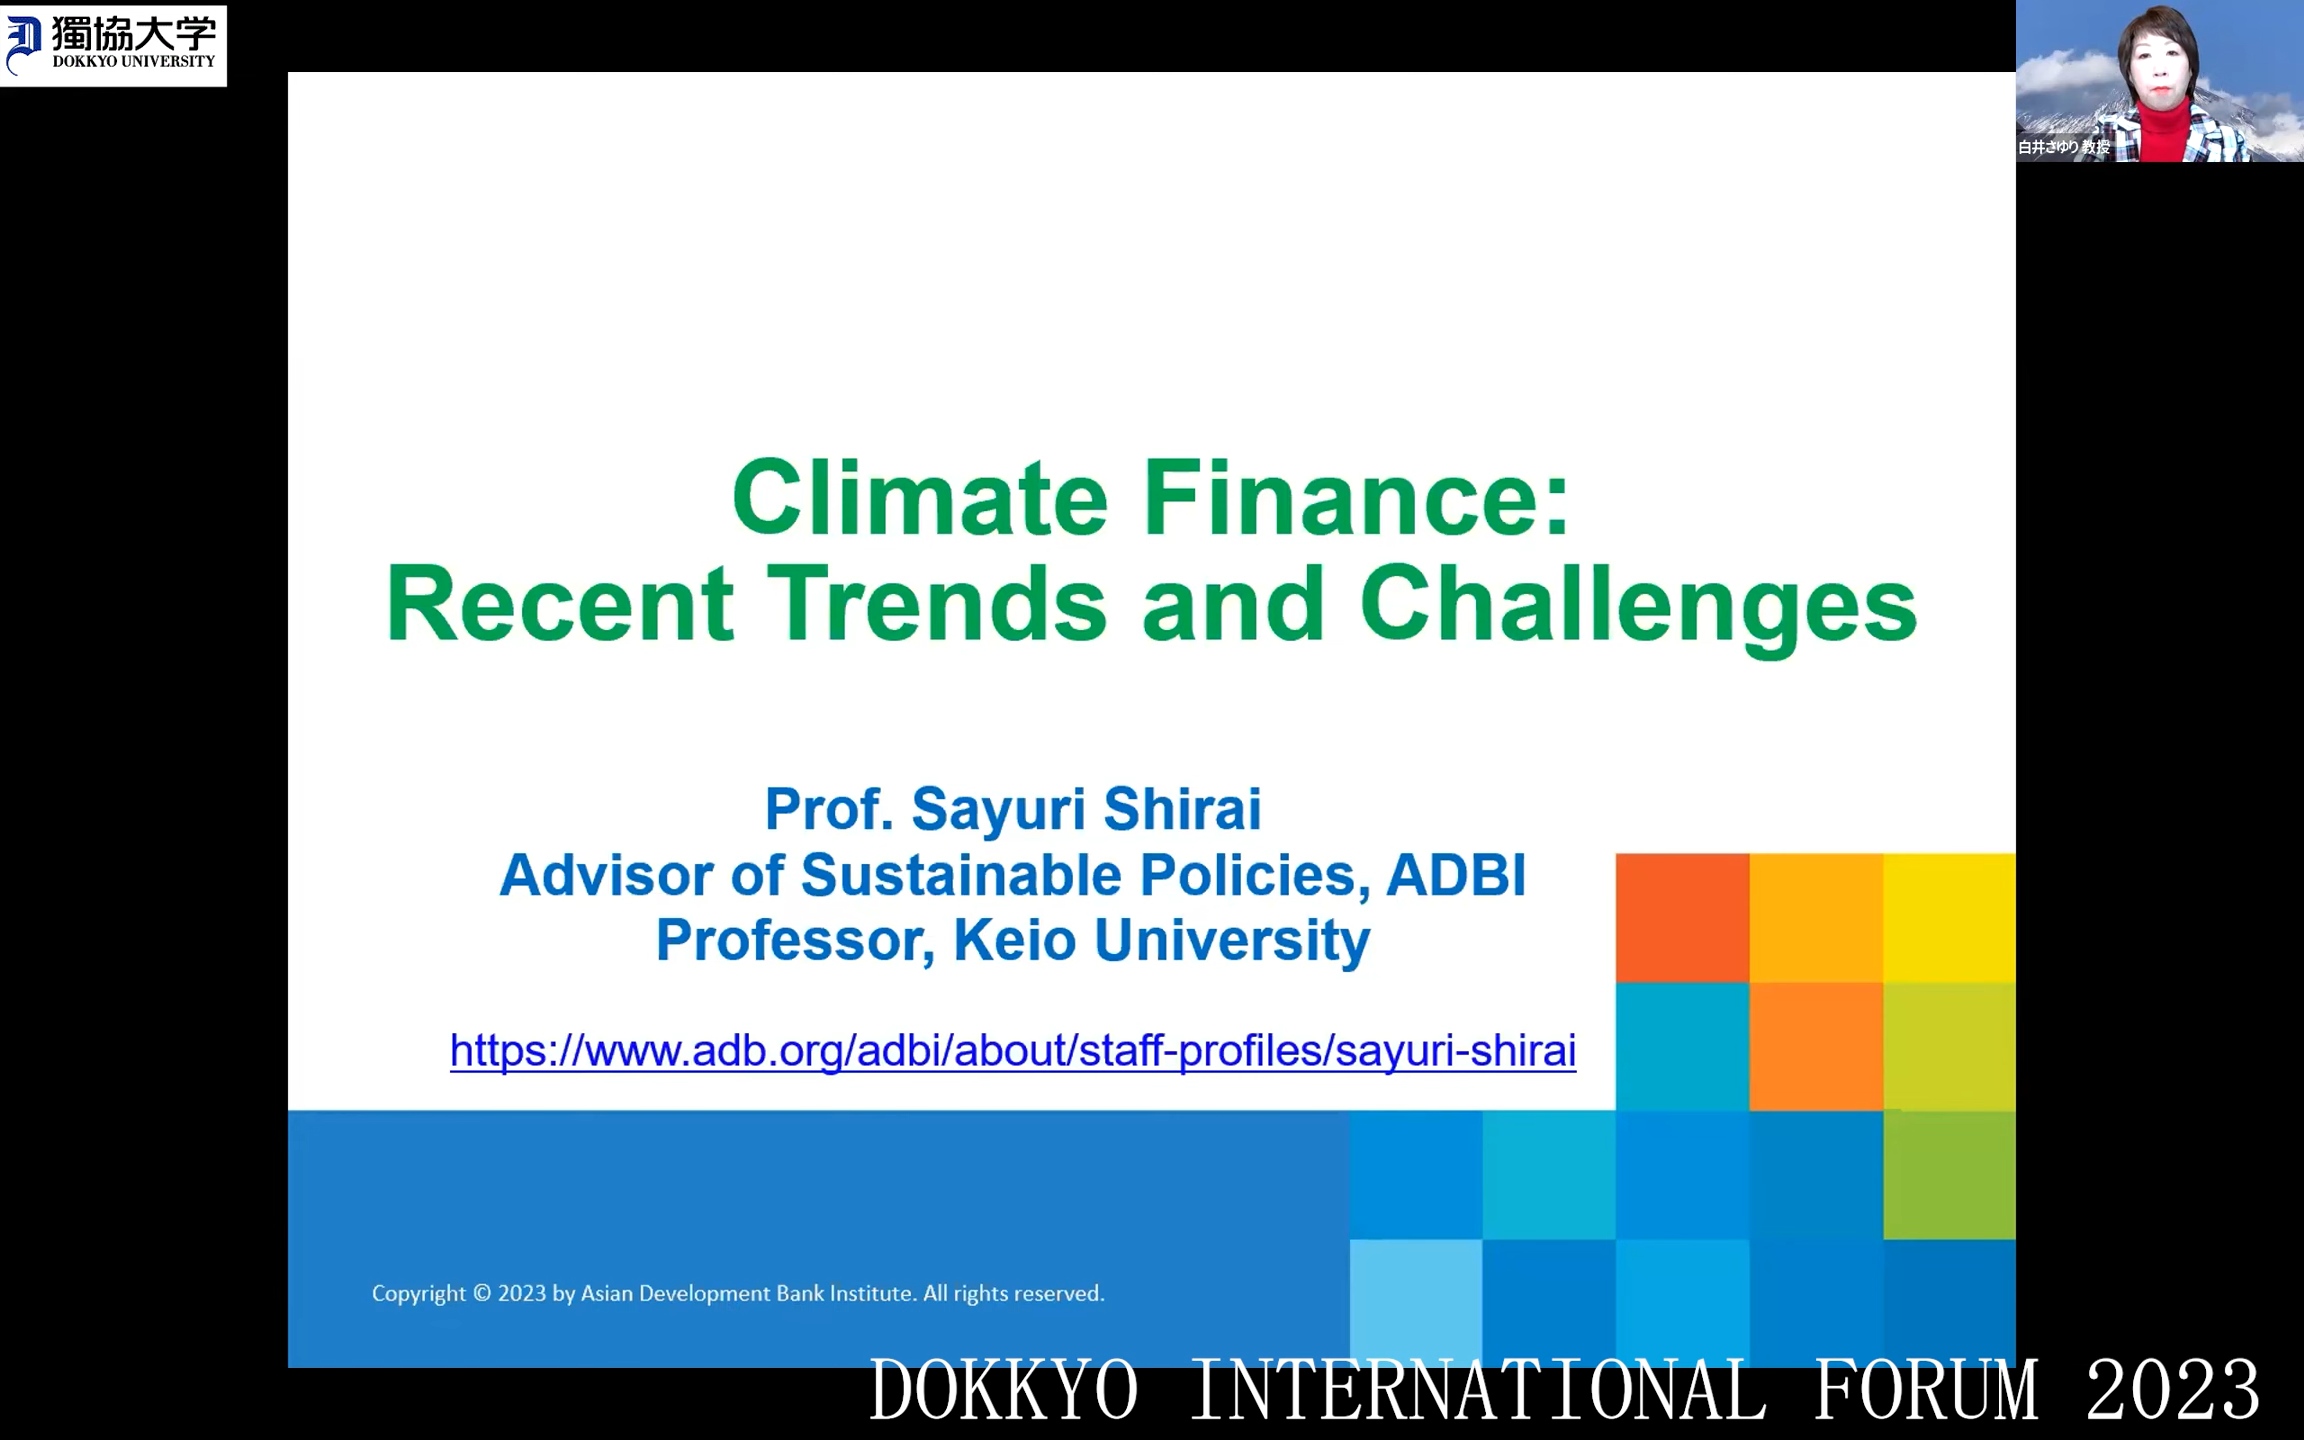 獨協大学
DOKKYO UNIVERSITY
白井さゆり 教授
Climate Finance:
Recent Trends and Challenges
Prof. Sayuri Shirai
Advisor of Sustainable Policies, ADBI
Professor, Keio University
https://www.adb.org/adbi/about/staff-profiles/sayuri-shirai
Copyright © 2023 by Asian Development Bank Institute. All rights reserved.
DOKKYO INTERNATIONAL FORUM 2023